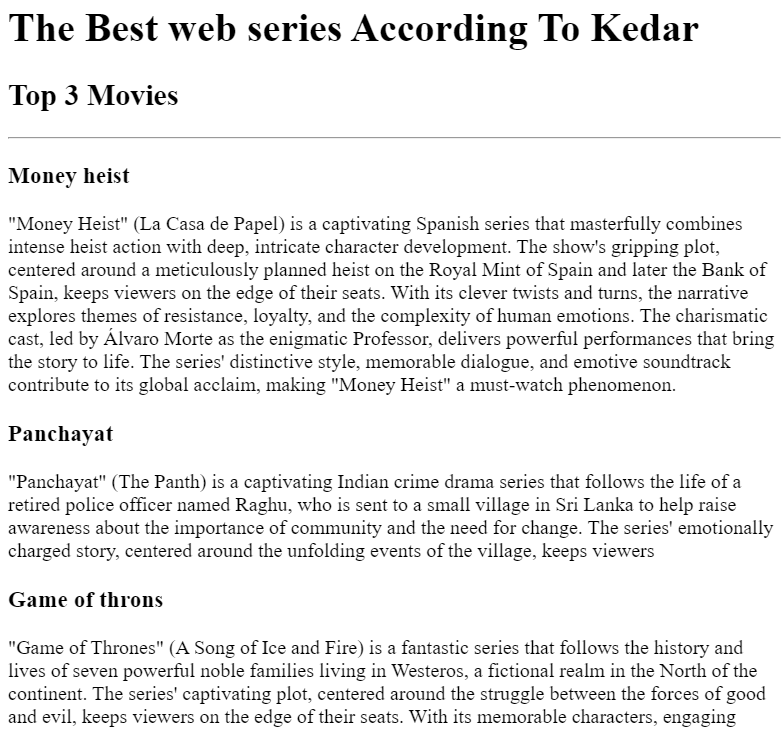 The Best web series According To Kedar
Top 3 Movies
Money heist
"Money Heist" (La Casa de Papel) is a captivating Spanish series that masterfully combines
intense heist action with deep, intricate character development. The show's gripping plot,
centered around a meticulously planned heist on the Royal Mint of Spain and later the Bank of
Spain, keeps viewers on the edge of their seats. With its clever twists and turns, the narrative
explores themes of resistance, loyalty, and the complexity of human emotions. The charismatic
cast, led by Álvaro Morte as the enigmatic Professor, delivers powerful performances that bring
the story to life. The series' distinctive style, memorable dialogue, and emotive soundtrack
contribute to its global acclaim, making "Money Heist" a must-watch phenomenon.
Panchayat
"Panchayat" (The Panth) is a captivating Indian crime drama series that follows the life of a
retired police officer named Raghu, who is sent to a small village in Sri Lanka to help raise
awareness about the importance of community and the need for change. The series' emotionally
charged story, centered around the unfolding events of the village, keeps viewers
Game of throns
"Game of Thrones" (A Song of Ice and Fire) is a fantastic series that follows the history and
lives of seven powerful noble families living in Westeros, a fictional realm in the North of the
continent. The series' captivating plot, centered around the struggle between the forces of good
and evil, keeps viewers on the edge of their seats. With its memorable characters, engaging